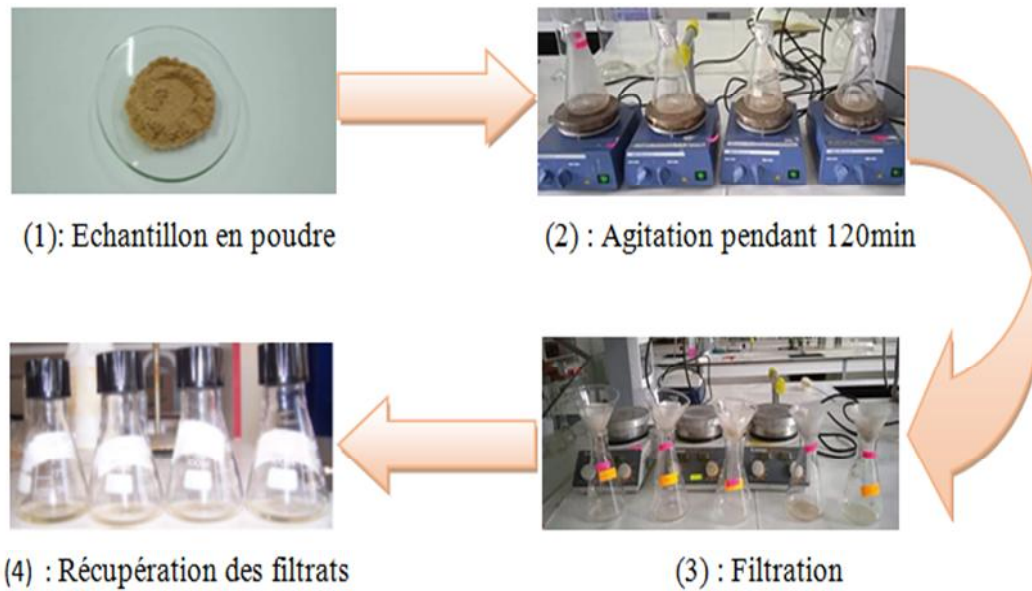 (1): Echantillon en poudre
(2) : Agitation pendant 120min
(3) : Filtration
(4) : Récupération des filtrats